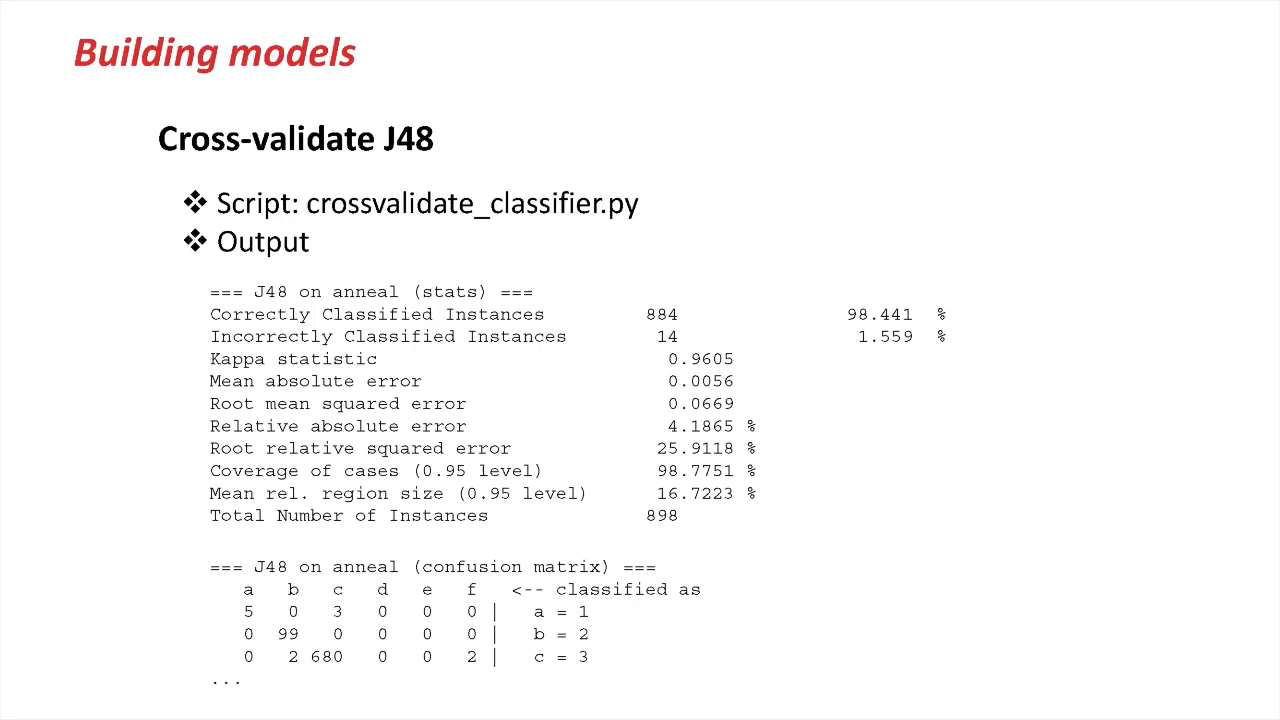 Building models
Cross-validate J48
❖ Script: crossvalidate_classifier.py
❖ Output
=== J48 on anneal (stats) ===
Correctly Classified Instances 884 98.441 %
Incorrectly Classified Instances 14 1.559 %
Kappa statistic 0.9605
Mean absolute error 0.0056
Root mean squared error 0.0669
Relative absolute error 4.1865 %
Root relative squared error 25.9118 %
Coverage of cases (0.95 level) 98.7751 %
Mean rel. region size (0.95 level) 16.7223 %
Total Number of Instances 898
=== J48 on anneal (confusion matrix) ===
a b c d e f <-- classified as
5 0 3 0 0 0 | a = 1
0 99 0 0 0 0 | b = 2
0 2 680 0 0 2 | c = 3
...